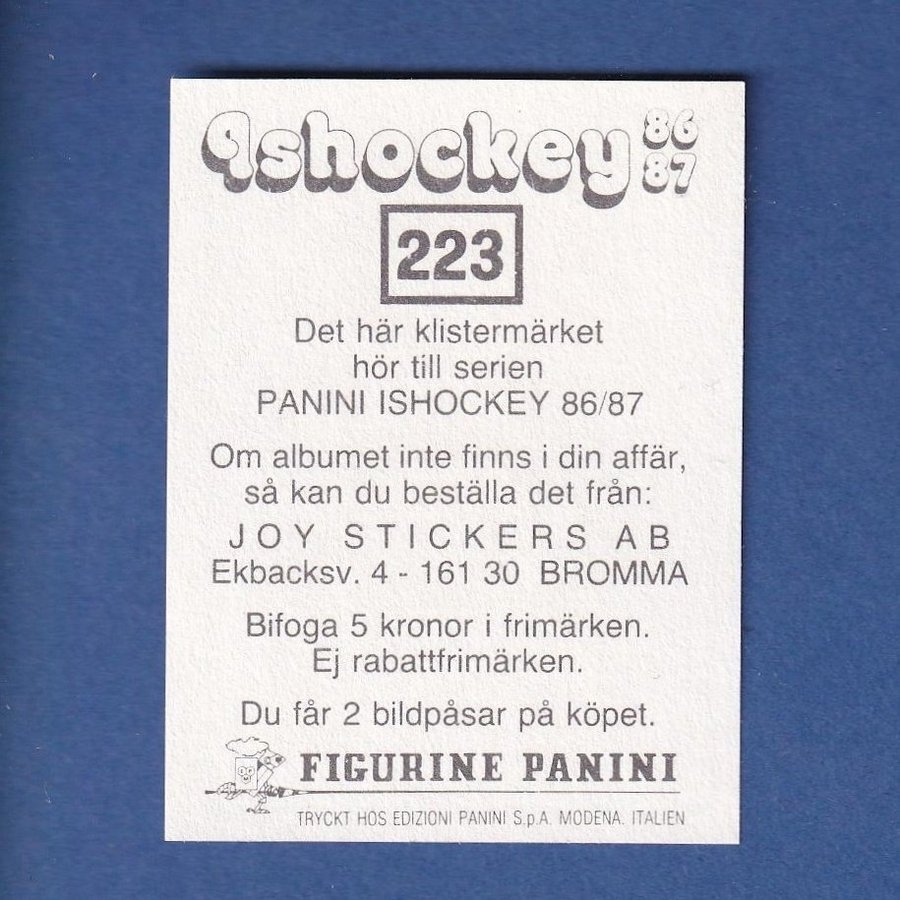 Ishockey 86
87
223
Det här klistermärket
hör till serien
PANINI ISHOCKEY 86/87
Om albumet inte finns i din affär,
så kan du beställa det från:
JOY STICKERS AB
Ekbacksv. 4 - 161 30 BROMMA
Bifoga 5 kronor i frimärken.
Ej rabattfrimärken.
Du får 2 bildpåsar på köpet.
FIGURINE PANINI
TRYCKT HOS EDIZIONI PANINI S.p.A. MODENA. ITALIEN